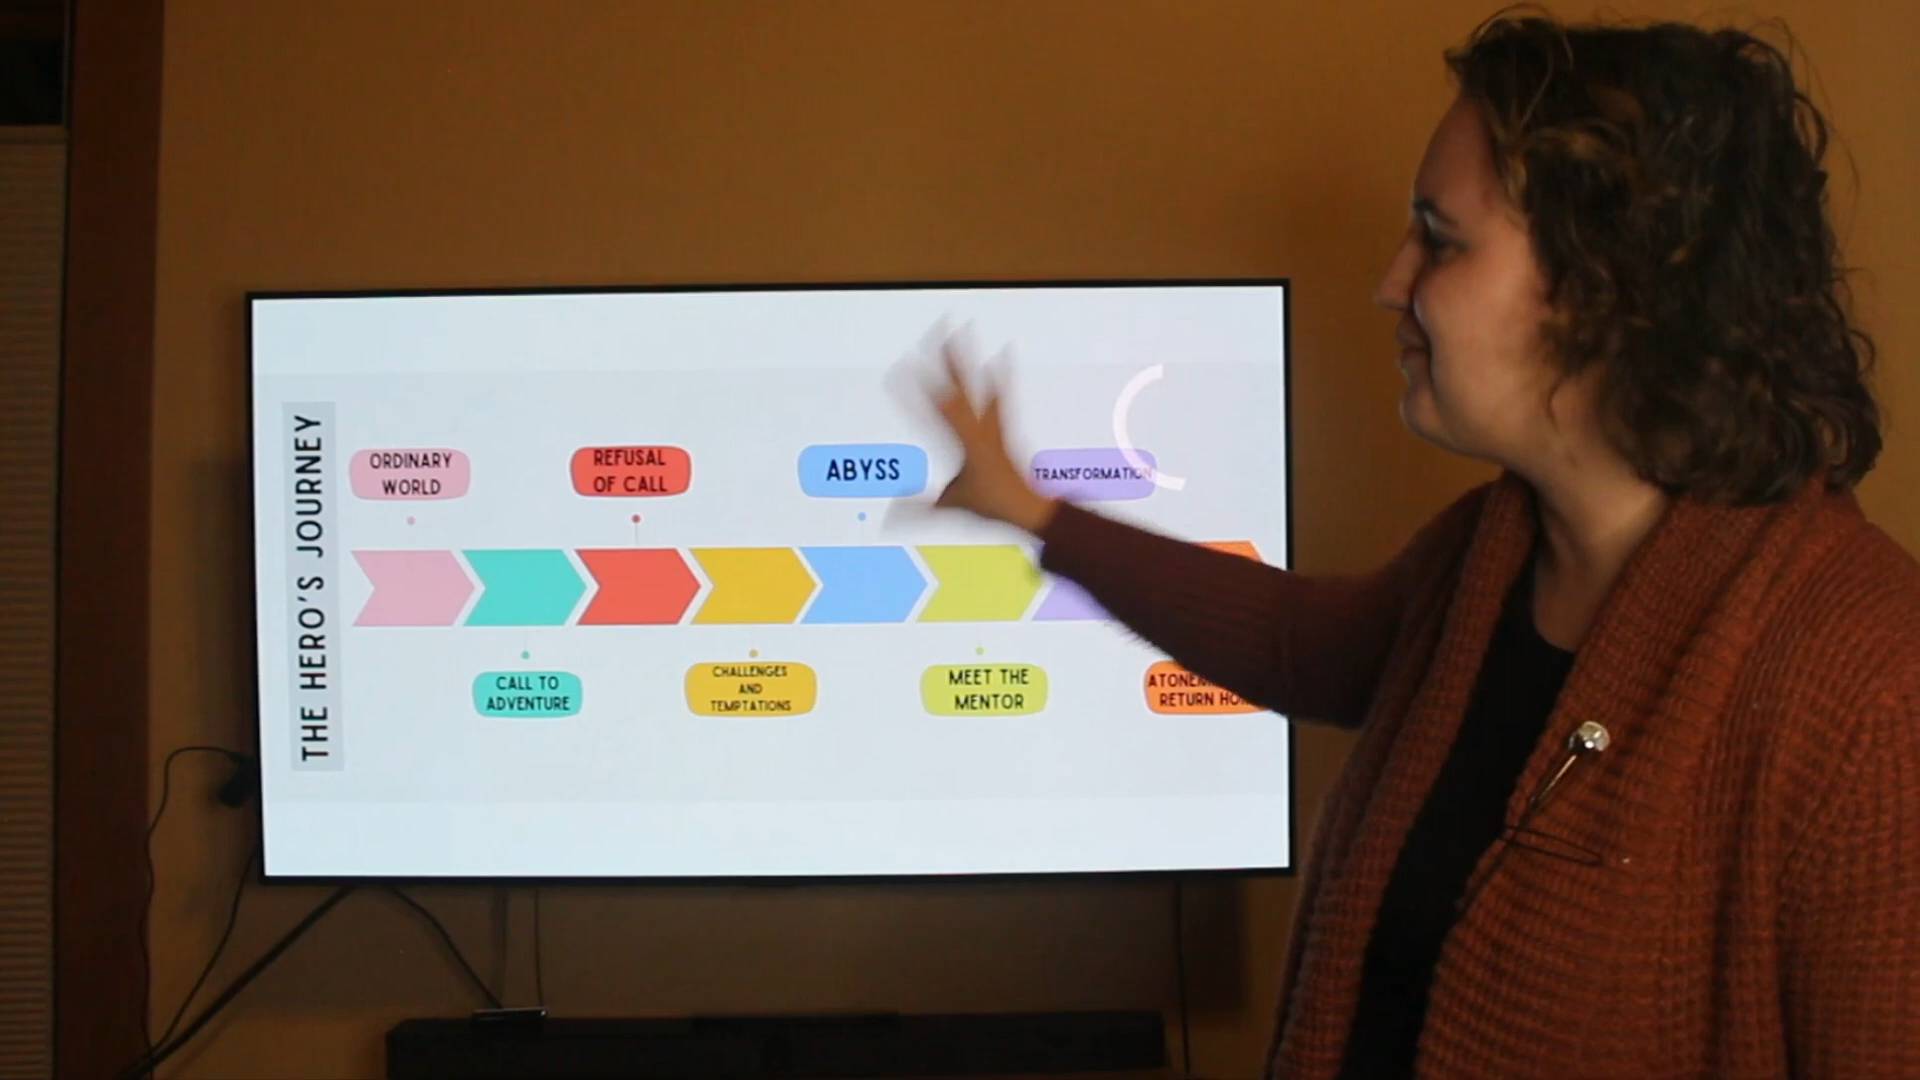 THE HERO'S JOURNEY
ORDINARY
WORLD
CALL TO
ADVENTURE
REFUSAL
OF CALL
CHALLENGES
AND
TEMPTATIONS
ABYSS
MEET THE
MENTOR
TRANSFORMATION
RETURN